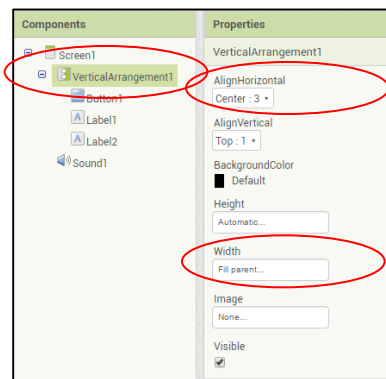 Components
Screen1
VerticalArrangement1
Button1
Label1
Label2
Sound1
Properties
VerticalArrangement1
AlignHorizontal
Center : 3
AlignVertical
Top : 1
BackgroundColor
Default
Height
Automatic...
Width
Fill parent...
Image
None...
Visible